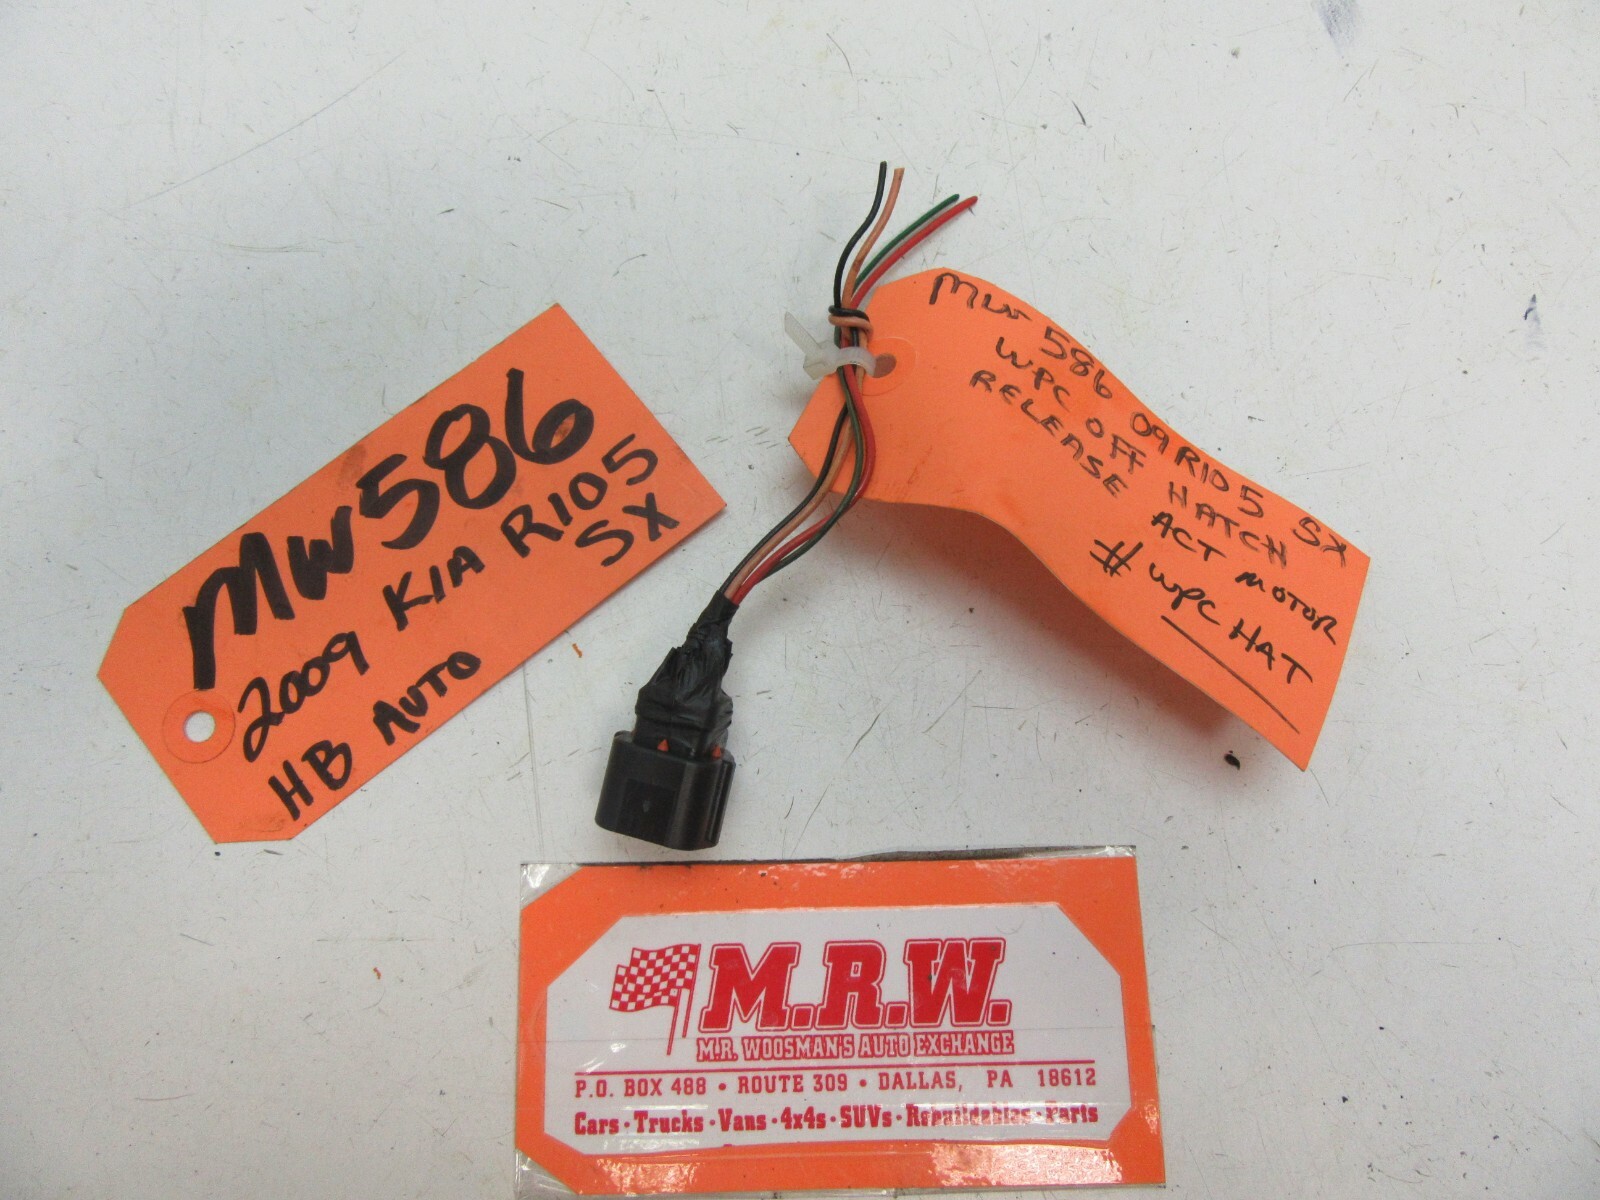 MW586
2009 KIA RIO5
SX
HB AUTO
MW 586 09 RIO5 SX
WPC OFF HATCH
RELEASE ACT MOTOR
# WPC HAT
M.R.W.
M.R. WOOSMAN'S AUTO EXCHANGE
P.O. BOX 488 • ROUTE 309 • DALLAS, PA 18612
Cars • Trucks • Vans • 4x4s • SUVs • Rebuildables • Parts